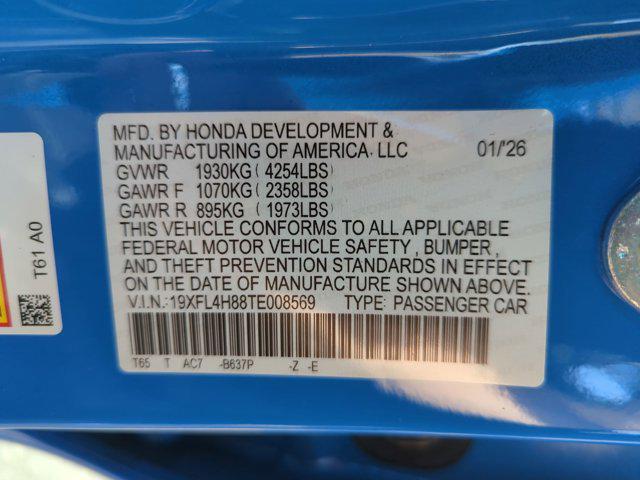 MFD. BY HONDA DEVELOPMENT &
MANUFACTURING OF AMERICA, LLC 01/'26
GVWR 1930KG (4254LBS)
GAWR F 1070KG (2358LBS)
GAWR R 895KG (1973LBS)
THIS VEHICLE CONFORMS TO ALL APPLICABLE
FEDERAL MOTOR VEHICLE SAFETY, BUMPER,
AND THEFT PREVENTION STANDARDS IN EFFECT
ON THE DATE OF MANUFACTURE SHOWN ABOVE.
V.I.N.:19XFL4H88TE008569 TYPE: PASSENGER CAR
T65 T AC7 -B637P -Z -E
T61 A0